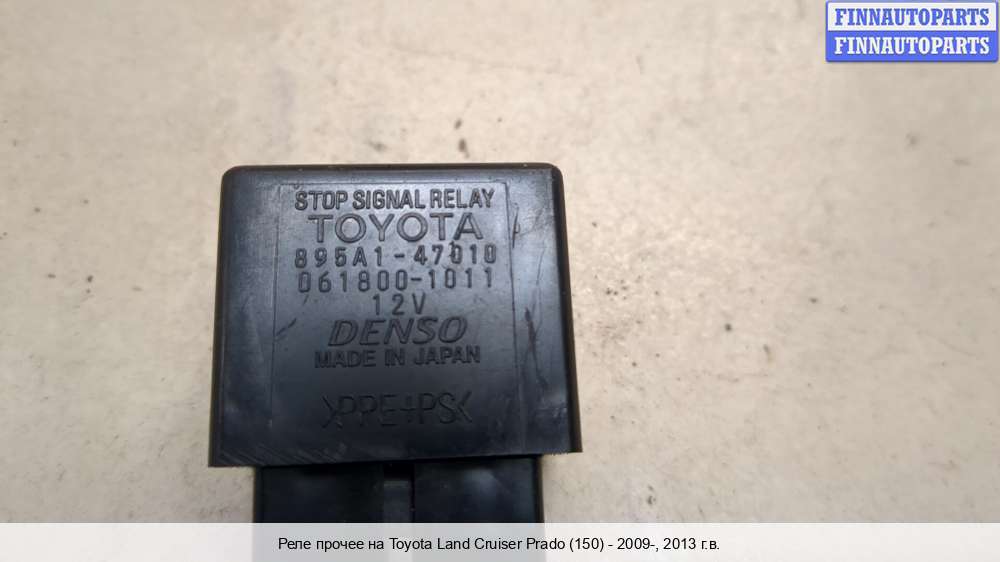 FINNAUTOPARTS
FINNAUTOPARTS
STOP SIGNAL RELAY
TOYOTA
895A1-47010
061800-1011
12V
DENSO
MADE IN JAPAN
>PPE+PS<
Реле прочее на Toyota Land Cruiser Prado (150) - 2009-, 2013 г.в.